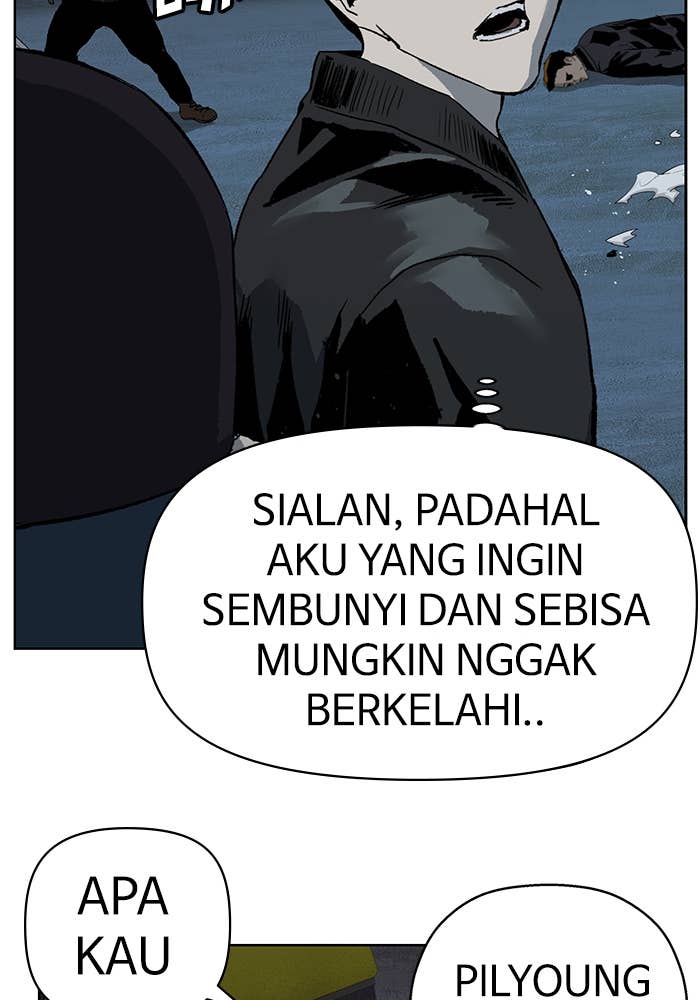 SIALAN, PADAHAL
AKU YANG INGIN
SEMBUNYI DAN SEBISA
MUNGKIN NGGAK
BERKELAHI..
APA
KAU
PILYOUNG